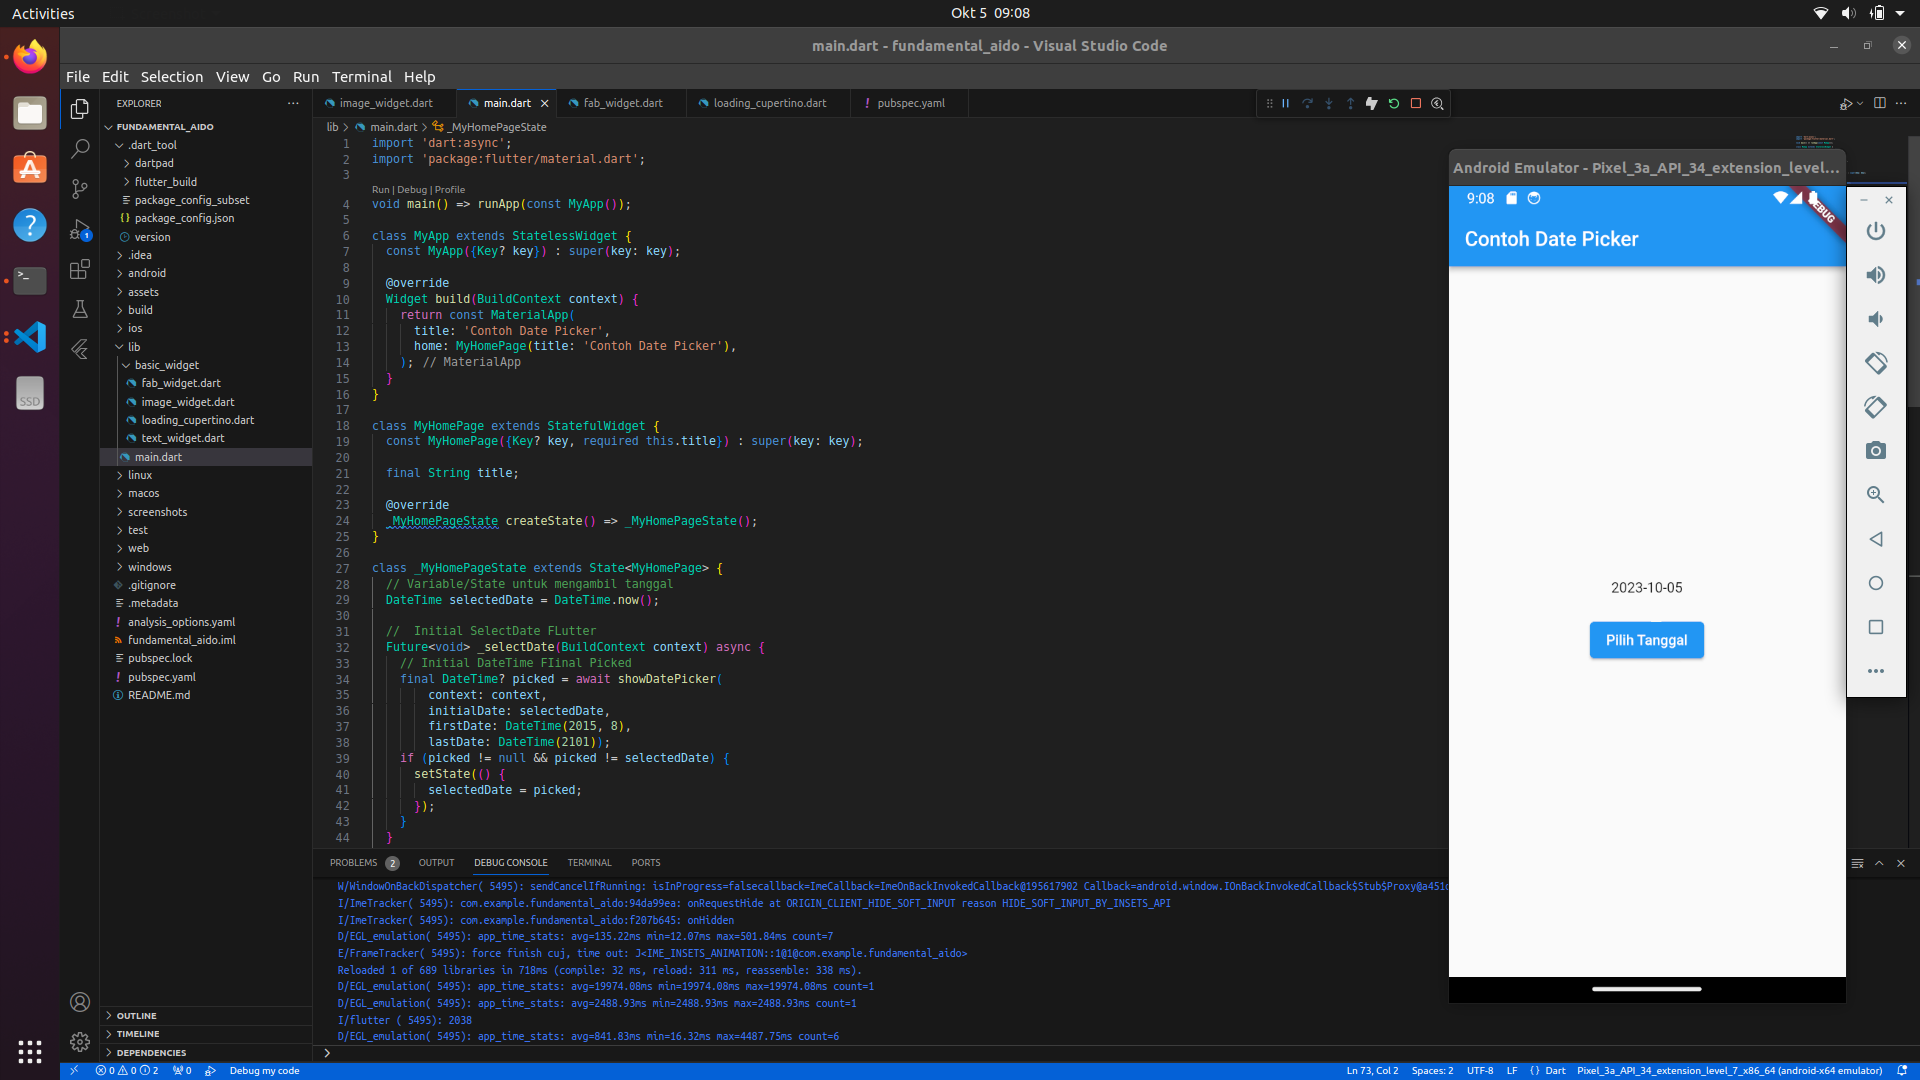 Activities
Okt 5 09:08
main.dart - fundamental_aido - Visual Studio Code
File Edit Selection View Go Run Terminal Help
EXPLORER
FUNDAMENTAL_AIDO
.dart_tool
dartpad
flutter_build
package_config_subset
package_config.json
version
.idea
android
assets
build
ios
lib
basic_widget
fab_widget.dart
image_widget.dart
loading_cupertino.dart
text_widget.dart
main.dart
linux
macos
screenshots
test
web
windows
.gitignore
.metadata
analysis_options.yaml
fundamental_aido.iml
pubspec.lock
pubspec.yaml
README.md
OUTLINE
TIMELINE
DEPENDENCIES
SSD
1
image_widget.dart main.dart fab_widget.dart loading_cupertino.dart pubspec.yaml
lib > main.dart > _MyHomePageState
1 import 'dart:async';
2 import 'package:flutter/material.dart';
3
Run | Debug | Profile
4 void main() => runApp(const MyApp());
5
6 class MyApp extends StatelessWidget {
7 const MyApp({Key? key}) : super(key: key);
8
9 @override
10 Widget build(BuildContext context) {
11 return const MaterialApp(
12 title: 'Contoh Date Picker',
13 home: MyHomePage(title: 'Contoh Date Picker'),
14 ); // MaterialApp
15 }
16 }
17
18 class MyHomePage extends StatefulWidget {
19 const MyHomePage({Key? key, required this.title}) : super(key: key);
20
21 final String title;
22
23 @override
24 _MyHomePageState createState() => _MyHomePageState();
25 }
26
27 class _MyHomePageState extends State<MyHomePage> {
28 // Variable/State untuk mengambil tanggal
29 DateTime selectedDate = DateTime.now();
30
31 //  Initial SelectDate FLutter
32 Future<void> _selectDate(BuildContext context) async {
33 // Initial DateTime FIinal Picked
34 final DateTime? picked = await showDatePicker(
35 context: context,
36 initialDate: selectedDate,
37 firstDate: DateTime(2015, 8),
38 lastDate: DateTime(2101));
39 if (picked != null && picked != selectedDate) {
40 setState(() {
41 selectedDate = picked;
42 });
43 }
44 }
PROBLEMS 2 OUTPUT DEBUG CONSOLE TERMINAL PORTS
W/WindowOnBackDispatcher( 5495): sendCancelIfRunning: isInProgress=falsecallback=ImeCallback=ImeOnBackInvokedCallback@195617902 Callback=android.window.IOnBackInvokedCallback$Stub$Proxy@a451
I/ImeTracker( 5495): com.example.fundamental_aido:94da99ea: onRequestHide at ORIGIN_CLIENT_HIDE_SOFT_INPUT reason HIDE_SOFT_INPUT_BY_INSETS_API
I/ImeTracker( 5495): com.example.fundamental_aido:f207b645: onHidden
D/EGL_emulation( 5495): app_time_stats: avg=135.22ms min=12.07ms max=501.84ms count=7
E/FrameTracker( 5495): force finish cuj, time out: J<IME_INSETS_ANIMATION::1@1@com.example.fundamental_aido>
Reloaded 1 of 689 libraries in 718ms (compile: 32 ms, reload: 311 ms, reassemble: 338 ms).
D/EGL_emulation( 5495): app_time_stats: avg=19974.08ms min=19974.08ms max=19974.08ms count=1
D/EGL_emulation( 5495): app_time_stats: avg=2488.93ms min=2488.93ms max=2488.93ms count=1
I/flutter ( 5495): 2038
D/EGL_emulation( 5495): app_time_stats: avg=841.83ms min=16.32ms max=4487.75ms count=6
Android Emulator - Pixel_3a_API_34_extension_level...
9:08
DEBUG
Contoh Date Picker
2023-10-05
Pilih Tanggal
0 0 2 0 Debug my code Ln 73, Col 2 Spaces: 2 UTF-8 LF {} Dart Pixel_3a_API_34_extension_level_7_x86_64 (android-x64 emulator)